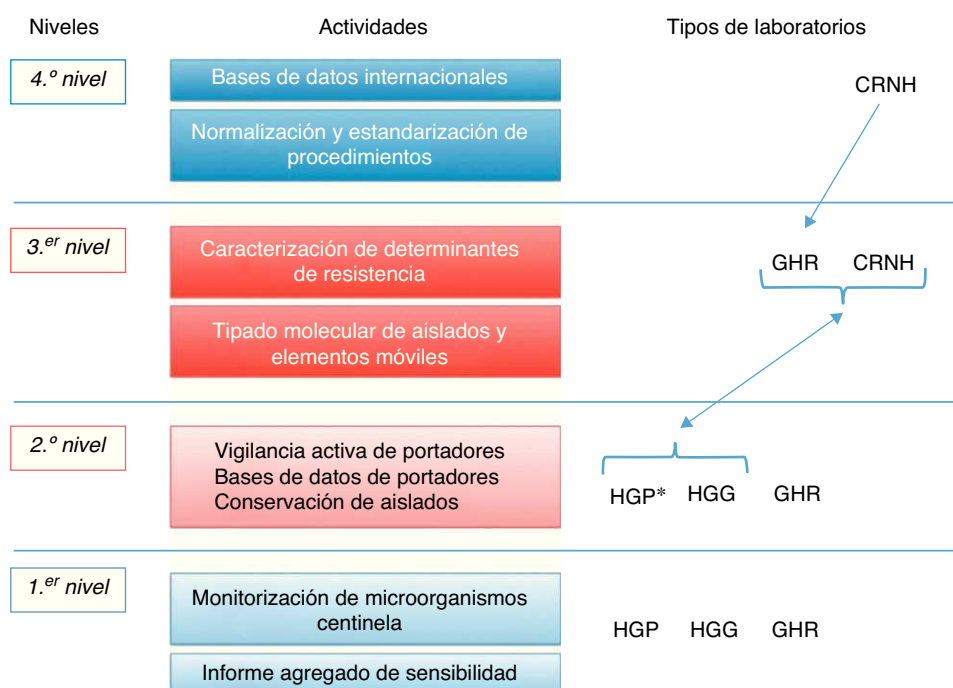 Niveles Actividades Tipos de laboratorios
4.º nivel
Bases de datos internacionales
CRNH
Normalización y estandarización de
procedimientos
3.er nivel
Caracterización de determinantes
de resistencia
GHR CRNH
Tipado molecular de aislados y
elementos móviles
2.º nivel
Vigilancia activa de portadores
Bases de datos de portadores
Conservación de aislados
HGP* HGG GHR
1.er nivel
Monitorización de microorganismos
centinela
HGP HGG GHR
Informe agregado de sensibilidad